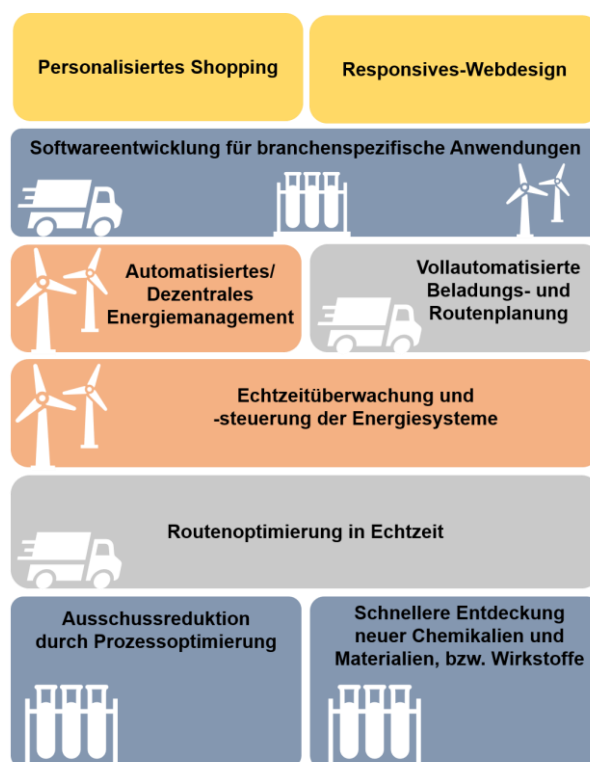 Personalisiertes Shopping
Responsives-Webdesign
Softwareentwicklung für branchenspezifische Anwendungen
Automatisiertes/
Dezentrales
Energiemanagement
Vollautomatisierte
Beladungs- und
Routenplanung
Echtzeitüberwachung und
-steuerung der Energiesysteme
Routenoptimierung in Echtzeit
Ausschussreduktion
durch Prozessoptimierung
Schnellere Entdeckung
neuer Chemikalien und
Materialien, bzw. Wirkstoffe